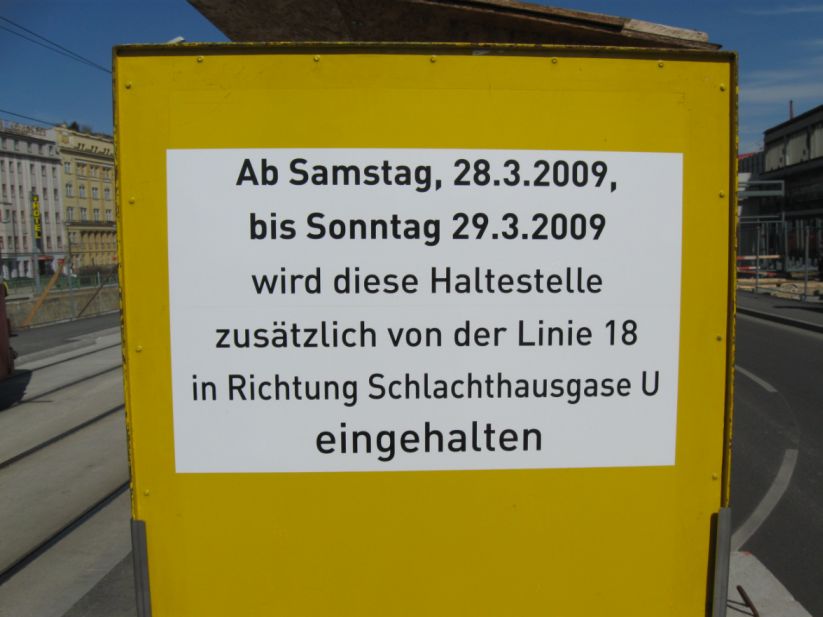 Ab Samstag, 28.3.2009,
bis Sonntag 29.3.2009
wird diese Haltestelle
zusätzlich von der Linie 18
in Richtung Schlachthausgase U
eingehalten
HOTEL